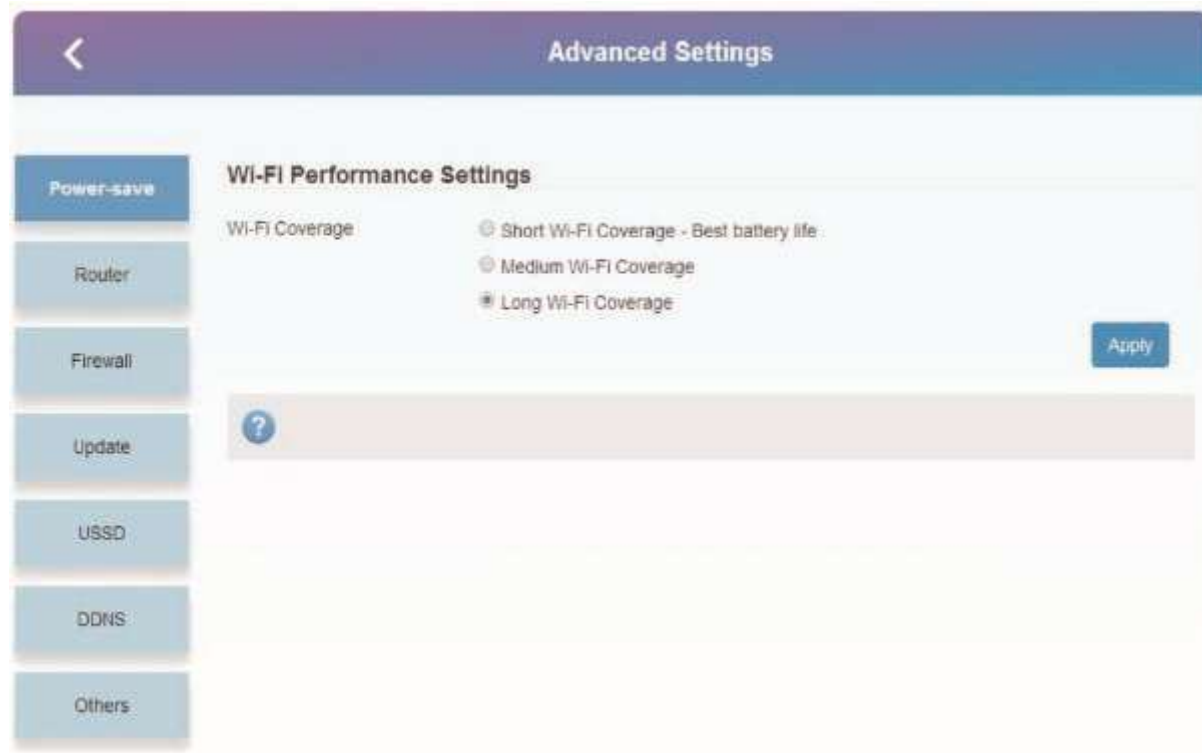 Advanced Settings
Power-save
Wi-Fi Performance Settings
Wi-Fi Coverage
Short Wi-Fi Coverage - Best battery life
Medium Wi-Fi Coverage
Long Wi-Fi Coverage
Apply
Router
Firewall
?
Update
USSD
DDNS
Others